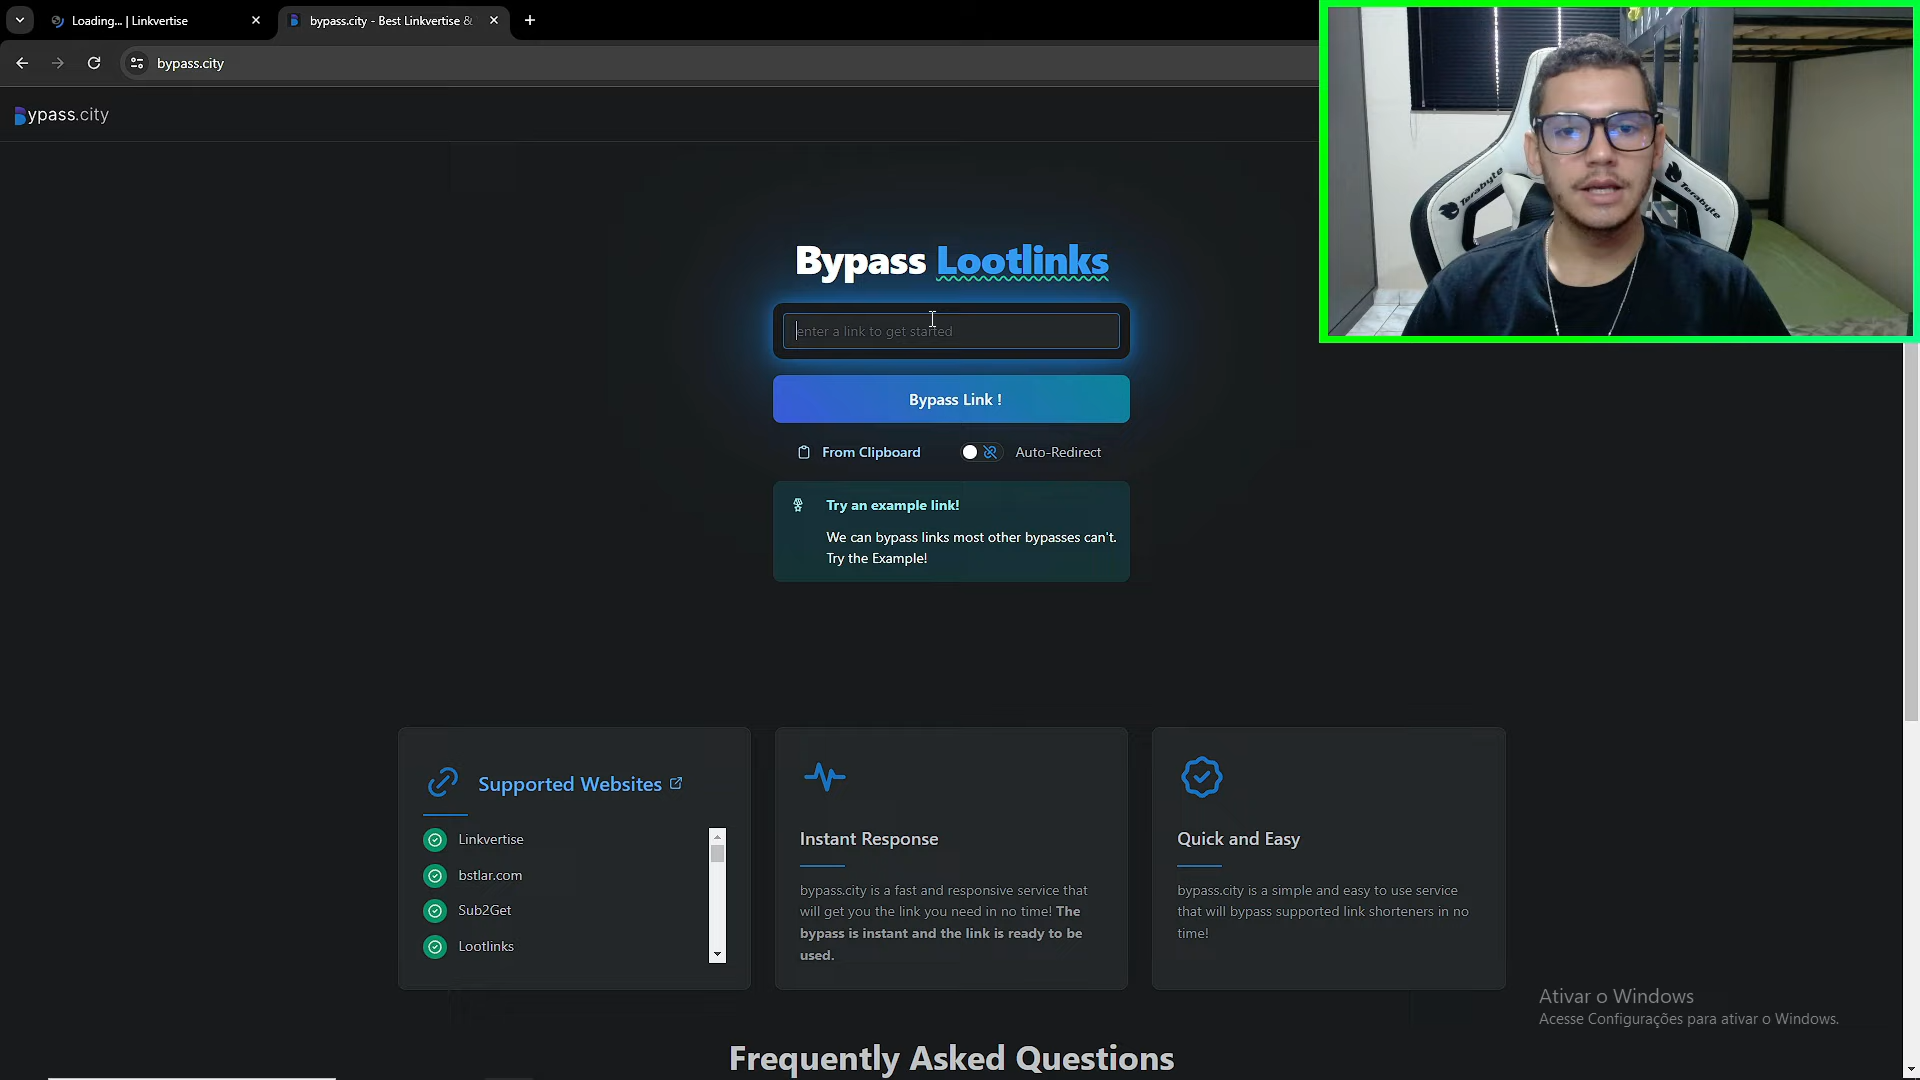 Loading... | Linkvertise
bypass.city - Best Linkvertise &
bypass.city
Bypass.city
Bypass Lootlinks
enter a link to get started
Bypass Link !
From Clipboard
Auto-Redirect
Try an example link!
We can bypass links most other bypasses can't.
Try the Example!
Supported Websites
Linkvertise
bstlar.com
Sub2Get
Lootlinks
Instant Response
bypass.city is a fast and responsive service that
will get you the link you need in no time! The
bypass is instant and the link is ready to be
used.
Quick and Easy
bypass.city is a simple and easy to use service
that will bypass supported link shorteners in no
time!
Frequently Asked Questions
Ativar o Windows
Acesse Configurações para ativar o Windows.
Terabyte
Terabyte